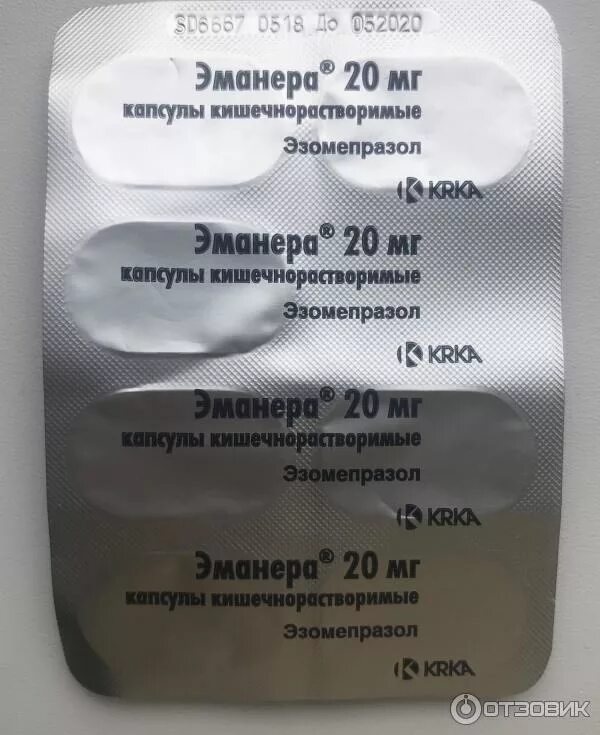 SD6667 0518 До 052020
Эманера® 20 мг
капсулы кишечнорастворимые
Эзомепразол
KRKA
Эманера® 20 мг
капсулы кишечнорастворимые
Эзомепразол
KRKA
Эманера® 20 мг
капсулы кишечнорастворимые
Эзомепразол
KRKA
Эманера® 20 мг
капсулы кишечнорастворимые
Эзомепразол
KRKA
ОТЗОВИК